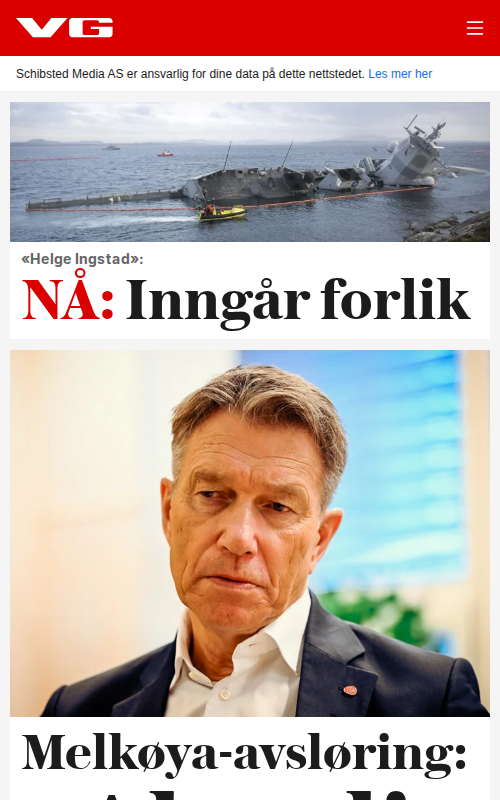 VG
Schibsted Media AS er ansvarlig for dine data på dette nettstedet. Les mer her
«Helge Ingstad»:
NÅ: Inngår forlik
Melkøya-avsløring: